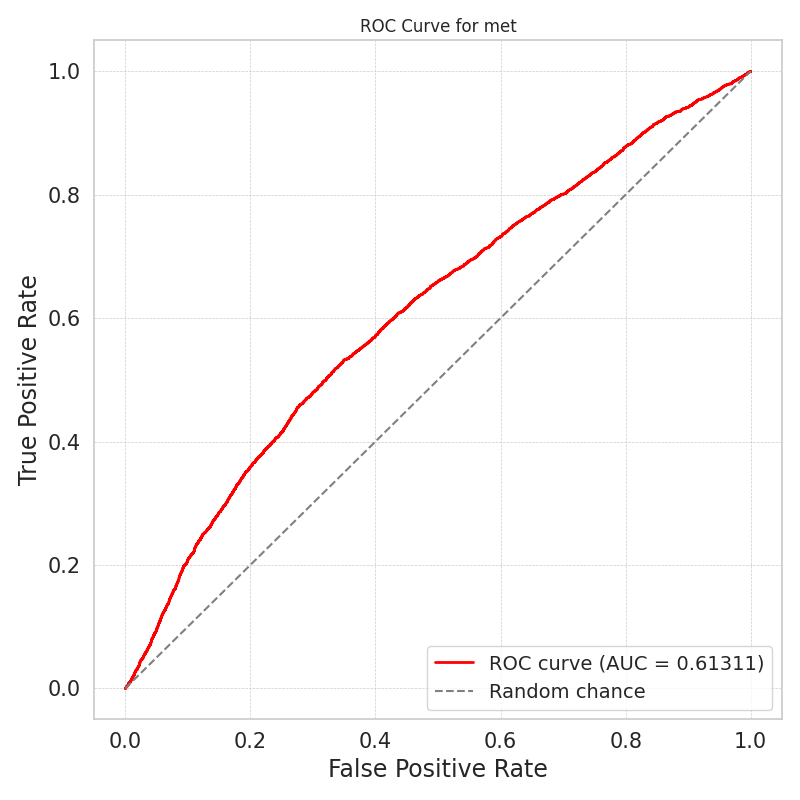 ROC Curve for met
True Positive Rate
1.0
0.8
0.6
0.4
0.2
0.0
ROC curve (AUC = 0.61311)
Random chance
0.0 0.2 0.4 0.6 0.8 1.0
False Positive Rate